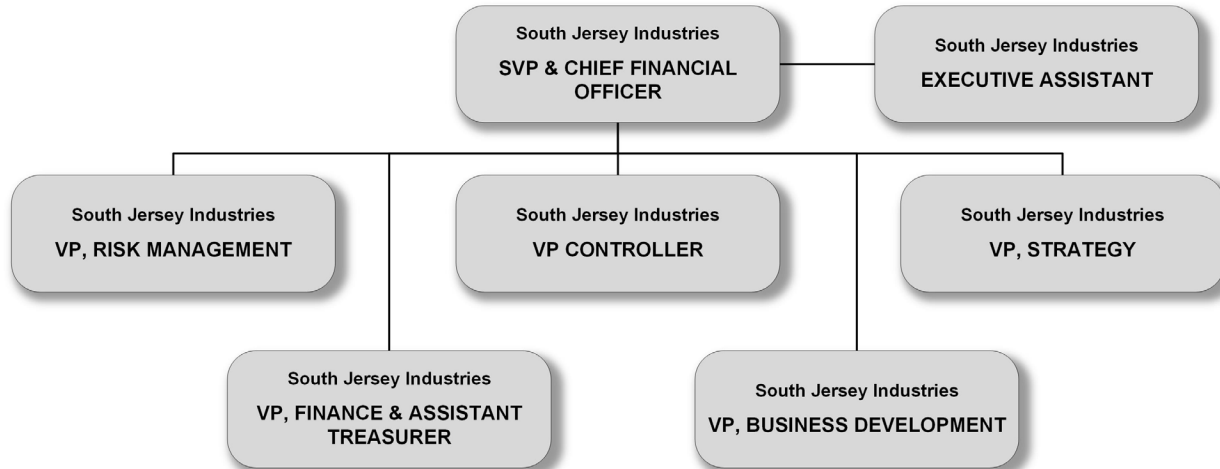 South Jersey Industries
SVP & CHIEF FINANCIAL
OFFICER
South Jersey Industries
EXECUTIVE ASSISTANT
South Jersey Industries
VP, RISK MANAGEMENT
South Jersey Industries
VP CONTROLLER
South Jersey Industries
VP, STRATEGY
South Jersey Industries
VP, FINANCE & ASSISTANT
TREASURER
South Jersey Industries
VP, BUSINESS DEVELOPMENT